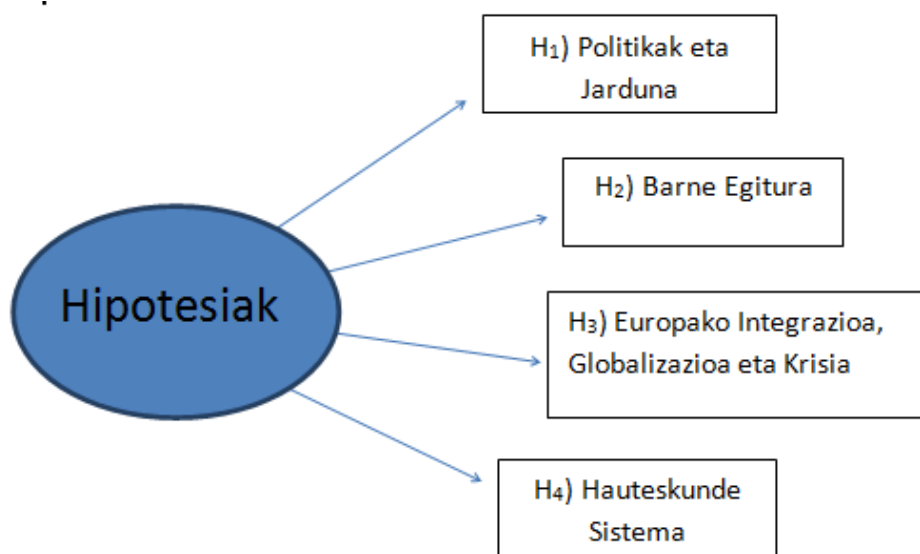 H₁) Politikak eta
Jarduna
H₂) Barne Egitura
Hipotesiak
H₃) Europako Integrazioa,
Globalizazioa eta Krisia
H₄) Hauteskunde
Sistema